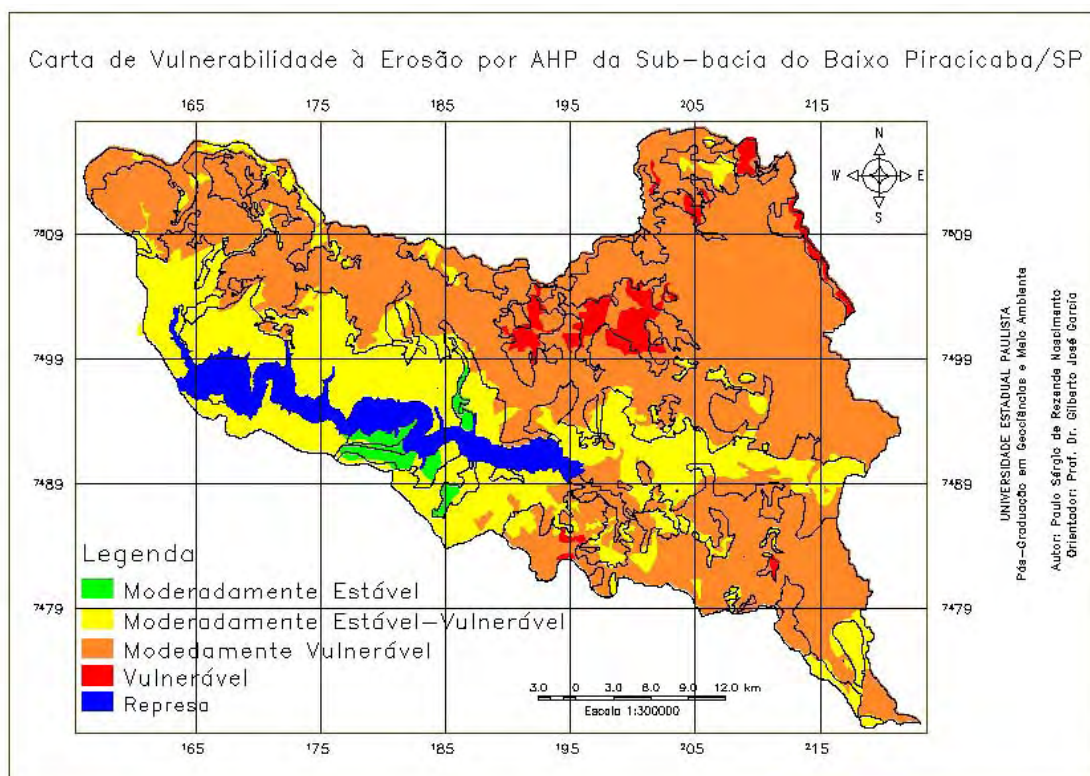 Carta de Vulnerabilidade à Erosão por AHP da Sub-bacia do Baixo Piracicaba/SP
165 175 185 195 205 215
N
W E
S
7509 7509
7499 7499
7489 7489
7479 7479
Legenda
Moderadamente Estável
Moderadamente Estável-Vulnerável
Modedamente Vulnerável
Vulnerável
Represa
3.0 0 3.0 6.0 9.0 12.0 km
Escala 1:300000
165 175 185 195 205 215
UNIVERSIDADE ESTADUAL PAULISTA
Pós-Graduação em Geociências e Meio Ambiente
Autor: Paulo Sérgio de Rezende Nascimento
Orientador: Prof. Dr. Gilberto José Garcia